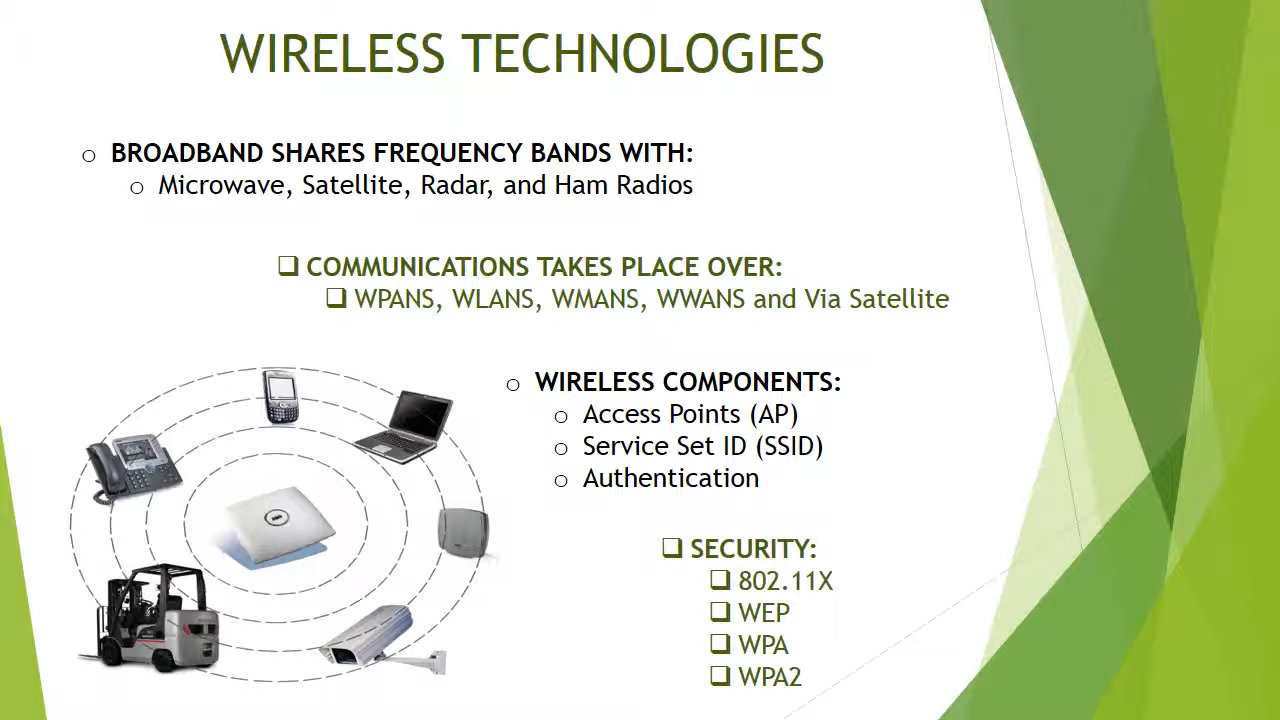 WIRELESS TECHNOLOGIES
BROADBAND SHARES FREQUENCY BANDS WITH:
Microwave, Satellite, Radar, and Ham Radios
COMMUNICATIONS TAKES PLACE OVER:
WPANS, WLANS, WMANS, WWANS and Via Satellite
WIRELESS COMPONENTS:
Access Points (AP)
Service Set ID (SSID)
Authentication
SECURITY:
802.11X
WEP
WPA
WPA2